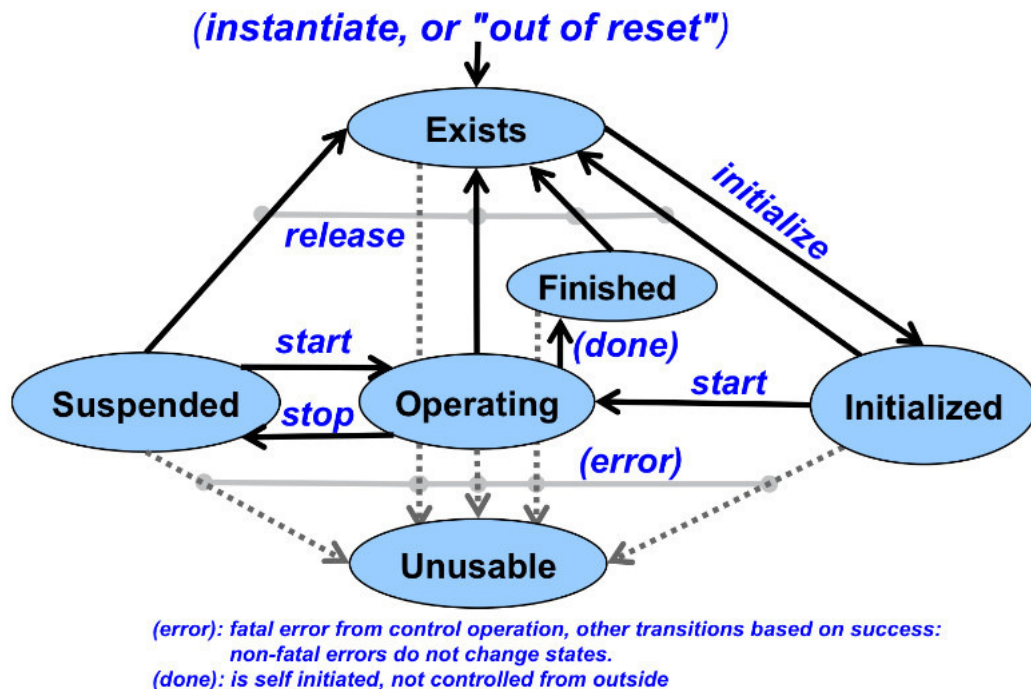 (instantiate, or "out of reset")
Exists
initialize
release
Finished
start
(done)
start
Suspended
Operating
Initialized
stop
(error)
Unusable
(error): fatal error from control operation, other transitions based on success:
non-fatal errors do not change states.
(done): is self initiated, not controlled from outside